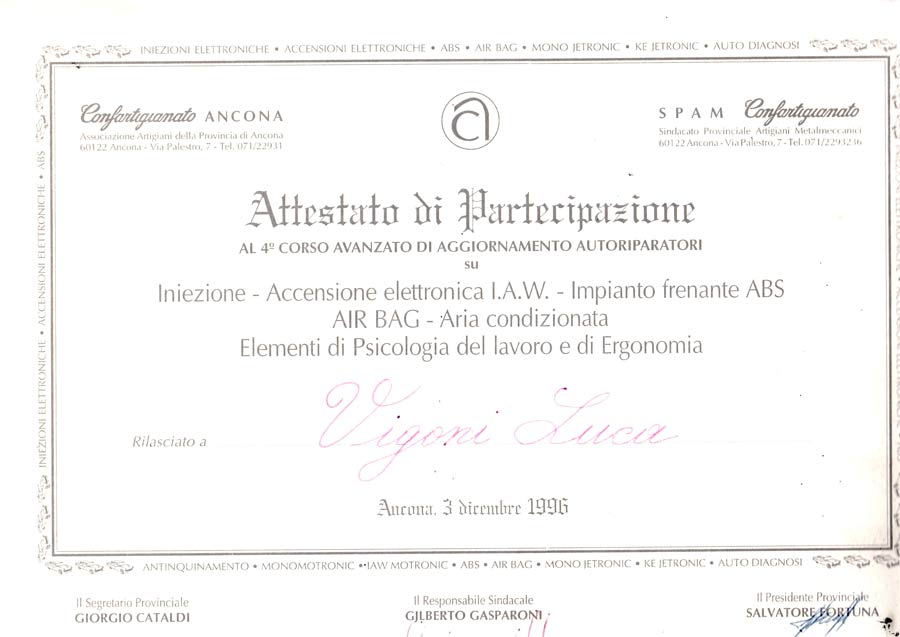 INIEZIONI ELETTRONICHE • ACCENSIONI ELETTRONICHE • ABS • AIR BAG • MONO JETRONIC • KE JETRONIC • AUTO DIAGNOSI
Confartigianato ANCONA
Associazione Artigiani della Provincia di Ancona
60122 Ancona - Via Palestro, 7 - Tel. 071/22931
SPAM Confartigianato
Sindacato Provinciale Artigiani Metalmeccanici
60122 Ancona - Via Palestro, 7 - Tel. 071/2293236
Attestato di Partecipazione
AL 4º CORSO AVANZATO DI AGGIORNAMENTO AUTORIPARATORI
su
Iniezione - Accensione elettronica I.A.W. - Impianto frenante ABS
AIR BAG - Aria condizionata
Elementi di Psicologia del lavoro e di Ergonomia
Rilasciato a Vigoni Luca
Ancona, 3 dicembre 1996
INIEZIONI ELETTRONICHE • ACCENSIONI ELETTRONICHE • ABS
ANTINQUINAMENTO • MONOMOTRONIC • IAW MOTRONIC • ABS • AIR BAG • MONO JETRONIC • KE JETRONIC • AUTO DIAGNOSI
Il Segretario Provinciale
GIORGIO CATALDI
Il Responsabile Sindacale
GILBERTO GASPARONI
Il Presidente Provinciale
SALVATORE FORTUNA